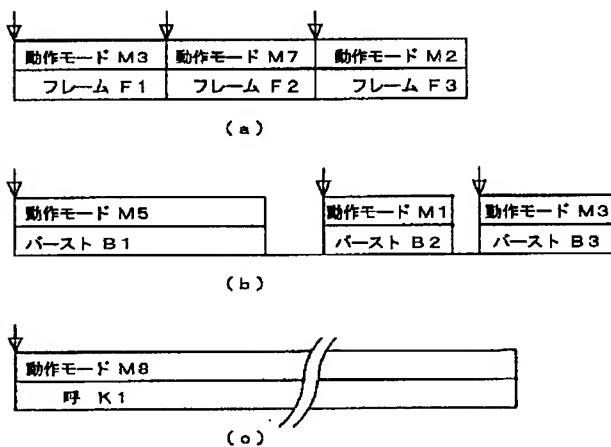 動作モード M3 動作モード M7 動作モード M2
フレーム F1 フレーム F2 フレーム F3
(a)
動作モード M5 動作モード M1 動作モード M3
バースト B1 バースト B2 バースト B3
(b)
動作モード M8
呼 K1
(c)